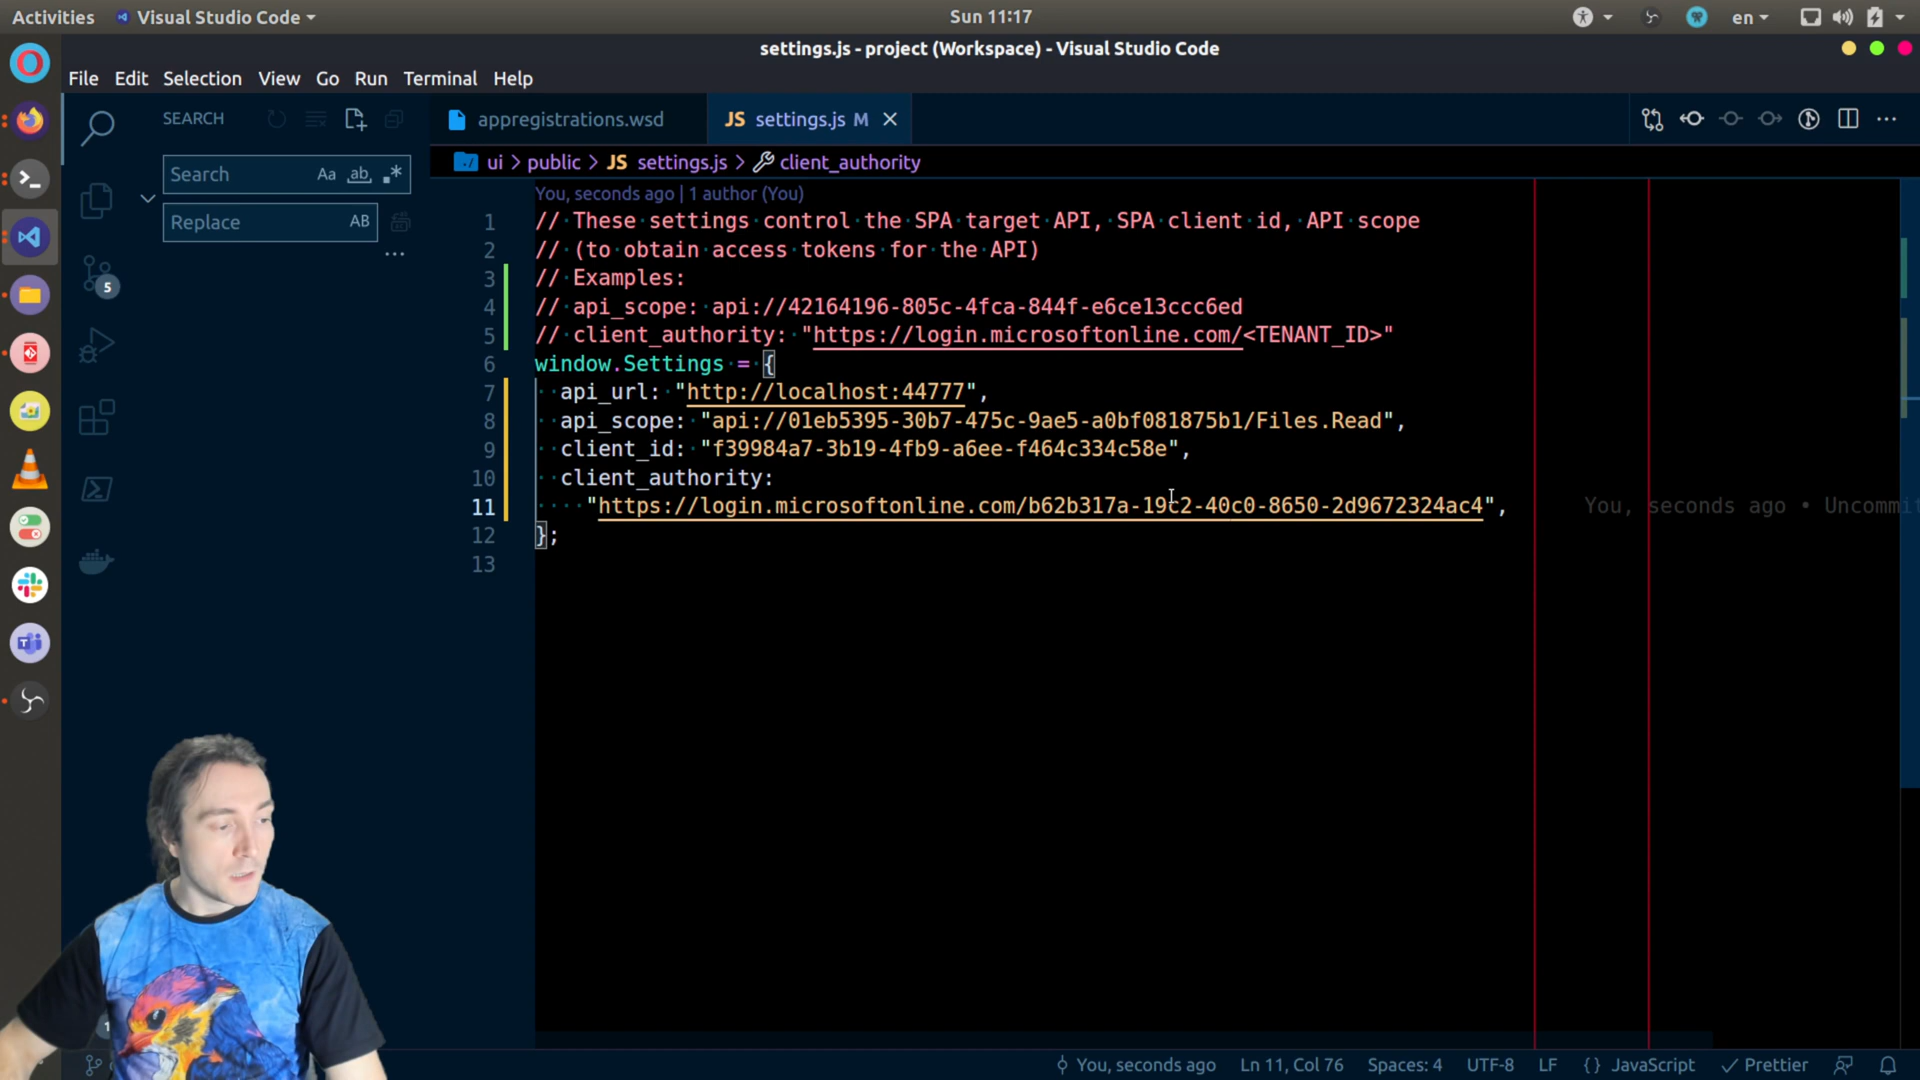 Activities
Visual Studio Code
Sun 11:17
en
settings.js - project (Workspace) - Visual Studio Code
File Edit Selection View Go Run Terminal Help
SEARCH
appregistrations.wsd
JS settings.js M
ui > public > JS settings.js > client_authority
Search Aa ab .*
Replace AB
...
5
You, seconds ago | 1 author (You)
1 // These settings control the SPA target API, SPA client id, API scope
2 // (to obtain access tokens for the API)
3 // Examples:
4 // api_scope: api://42164196-805c-4fca-844f-e6ce13ccc6ed
5 // client_authority: "https://login.microsoftonline.com/<TENANT_ID>"
6 window.Settings = {
7 api_url: "http://localhost:44777",
8 api_scope: "api://01eb5395-30b7-475c-9ae5-a0bf081875b1/Files.Read",
9 client_id: "f39984a7-3b19-4fb9-a6ee-f464c334c58e",
10 client_authority:
11 "https://login.microsoftonline.com/b62b317a-19c2-40c0-8650-2d9672324ac4", You, seconds ago • Uncommit
12 };
13
You, seconds ago Ln 11, Col 76 Spaces: 4 UTF-8 LF {} JavaScript Prettier